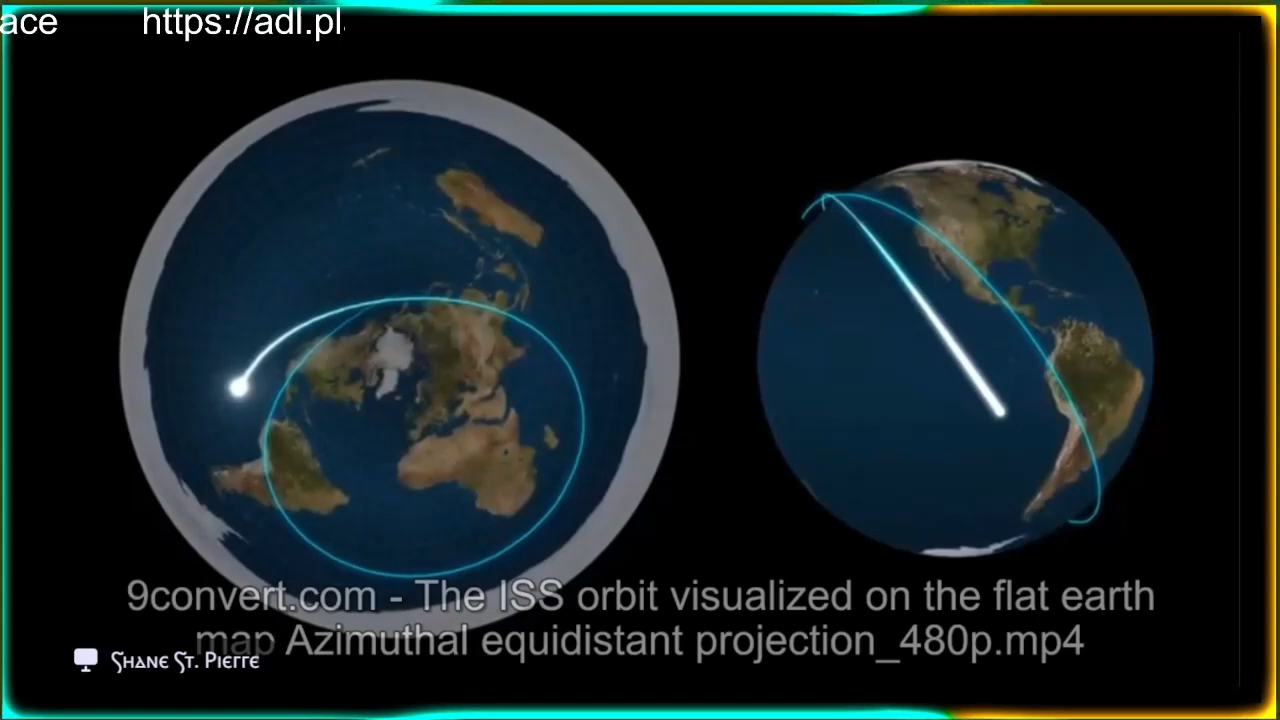 ace https://adl.pl
9convert.com - The ISS orbit visualized on the flat earth
map Azimuthal equidistant projection_480p.mp4
Shane St. Pierre